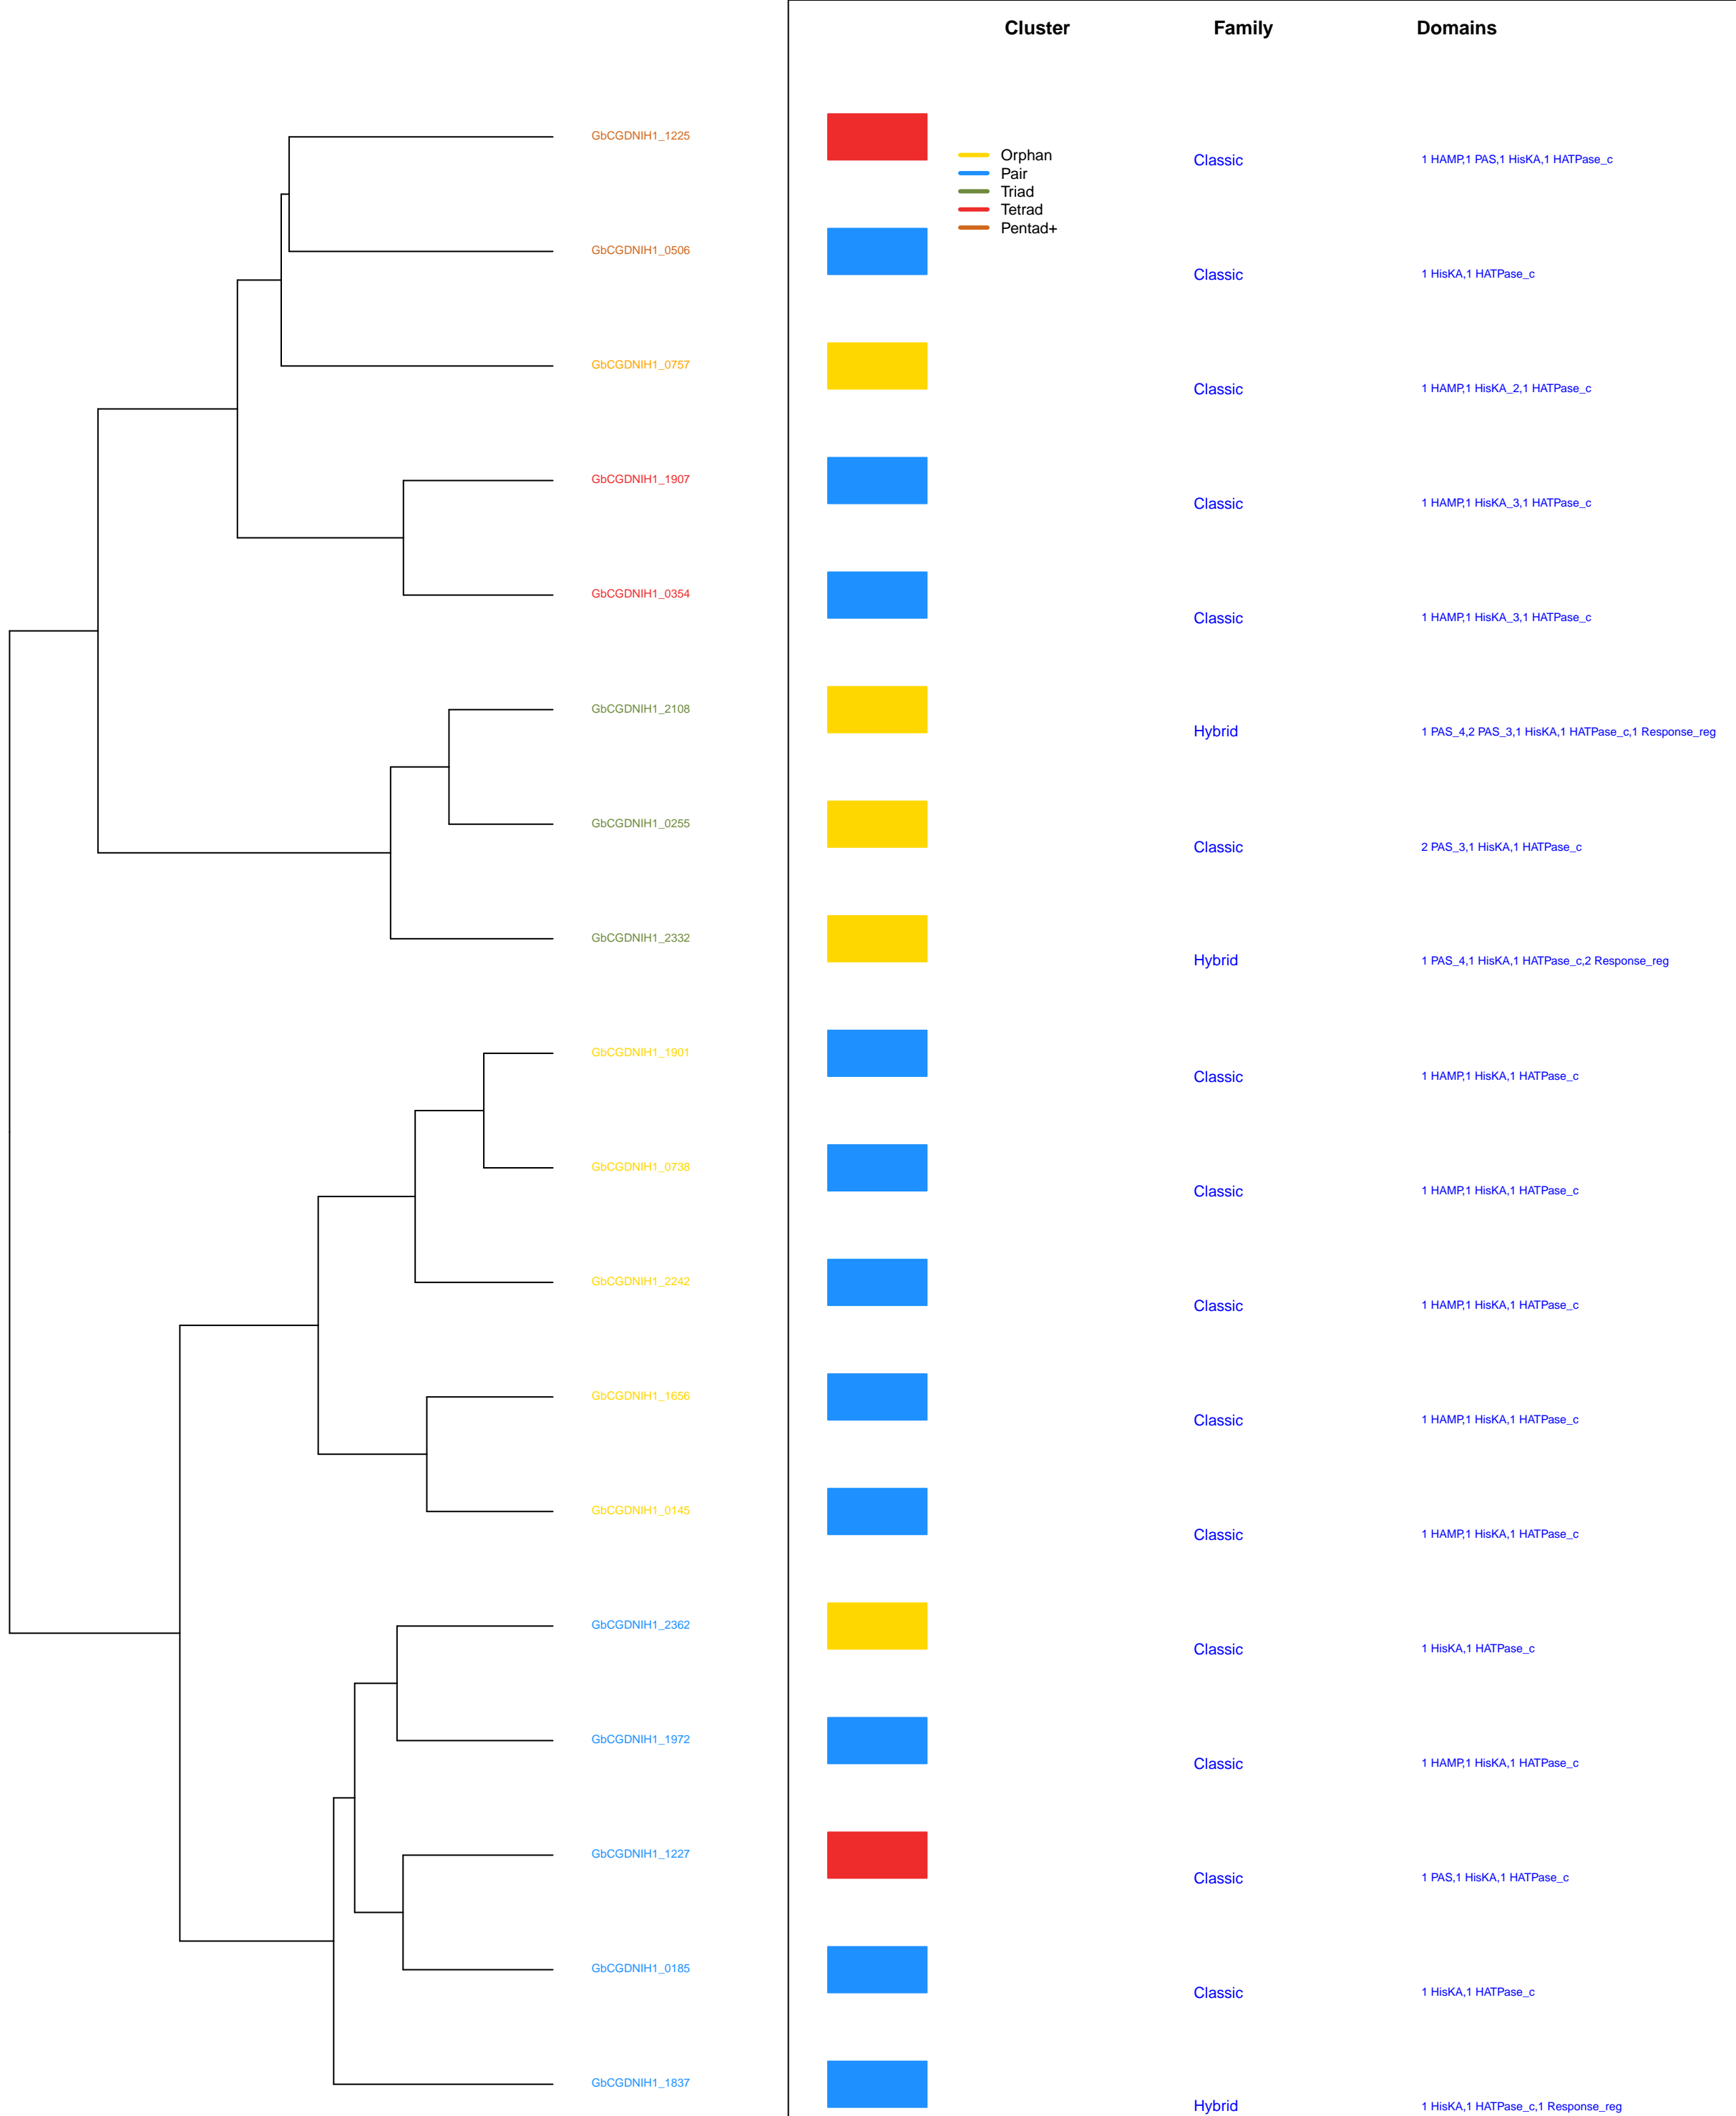 Cluster Family Domains
GbCGDNIH1_1225
Orphan
Pair
Triad
Tetrad
Pentad+
Classic 1 HAMP,1 PAS,1 HisKA,1 HATPase_c
GbCGDNIH1_0506
Classic 1 HisKA,1 HATPase_c
GbCGDNIH1_0757
Classic 1 HAMP,1 HisKA_2,1 HATPase_c
GbCGDNIH1_1907
Classic 1 HAMP,1 HisKA_3,1 HATPase_c
GbCGDNIH1_0354
Classic 1 HAMP,1 HisKA_3,1 HATPase_c
GbCGDNIH1_2108
Hybrid 1 PAS_4,2 PAS_3,1 HisKA,1 HATPase_c,1 Response_reg
GbCGDNIH1_0255
Classic 2 PAS_3,1 HisKA,1 HATPase_c
GbCGDNIH1_2332
Hybrid 1 PAS_4,1 HisKA,1 HATPase_c,2 Response_reg
GbCGDNIH1_1901
Classic 1 HAMP,1 HisKA,1 HATPase_c
GbCGDNIH1_0738
Classic 1 HAMP,1 HisKA,1 HATPase_c
GbCGDNIH1_2242
Classic 1 HAMP,1 HisKA,1 HATPase_c
GbCGDNIH1_1656
Classic 1 HAMP,1 HisKA,1 HATPase_c
GbCGDNIH1_0145
Classic 1 HAMP,1 HisKA,1 HATPase_c
GbCGDNIH1_2362
Classic 1 HisKA,1 HATPase_c
GbCGDNIH1_1972
Classic 1 HAMP,1 HisKA,1 HATPase_c
GbCGDNIH1_1227
Classic 1 PAS,1 HisKA,1 HATPase_c
GbCGDNIH1_0185
Classic 1 HisKA,1 HATPase_c
GbCGDNIH1_1837
Hybrid 1 HisKA,1 HATPase_c,1 Response_reg